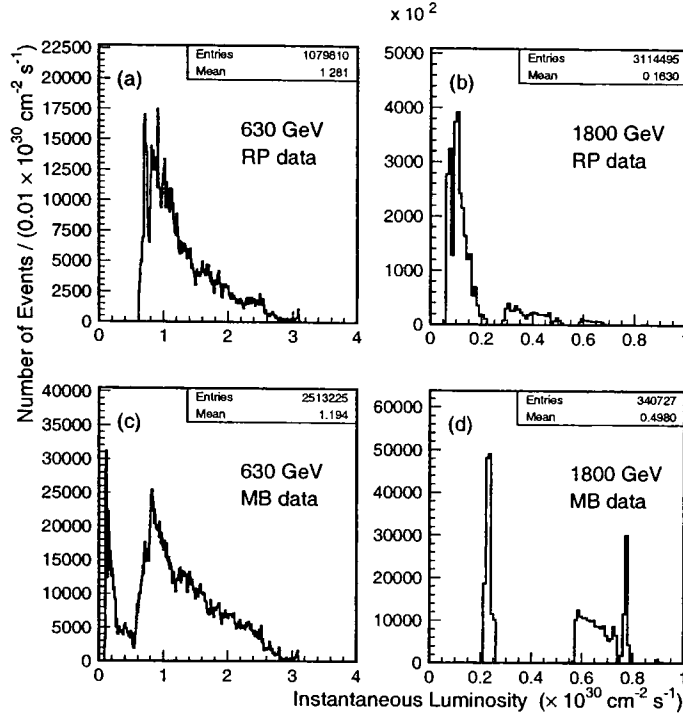 × 10²
Number of Events / (0.01 × 10³⁰ cm⁻² s⁻¹)
22500
20000
17500
15000
12500
10000
7500
5000
2500
0
(a)
Entries 1079810
Mean 1.281
630 GeV
RP data
0 1 2 3 4
5000
4000
3000
2000
1000
0
(b)
Entries 3114495
Mean 0.1630
1800 GeV
RP data
0 0.2 0.4 0.6 0.8 1
40000
35000
30000
25000
20000
15000
10000
5000
0
(c)
Entries 2513225
Mean 1.194
630 GeV
MB data
0 1 2 3 4
60000
50000
40000
30000
20000
10000
0
(d)
Entries 340727
Mean 0.4980
1800 GeV
MB data
0 0.2 0.4 0.6 0.8 1
Instantaneous Luminosity (× 10³⁰ cm⁻² s⁻¹)